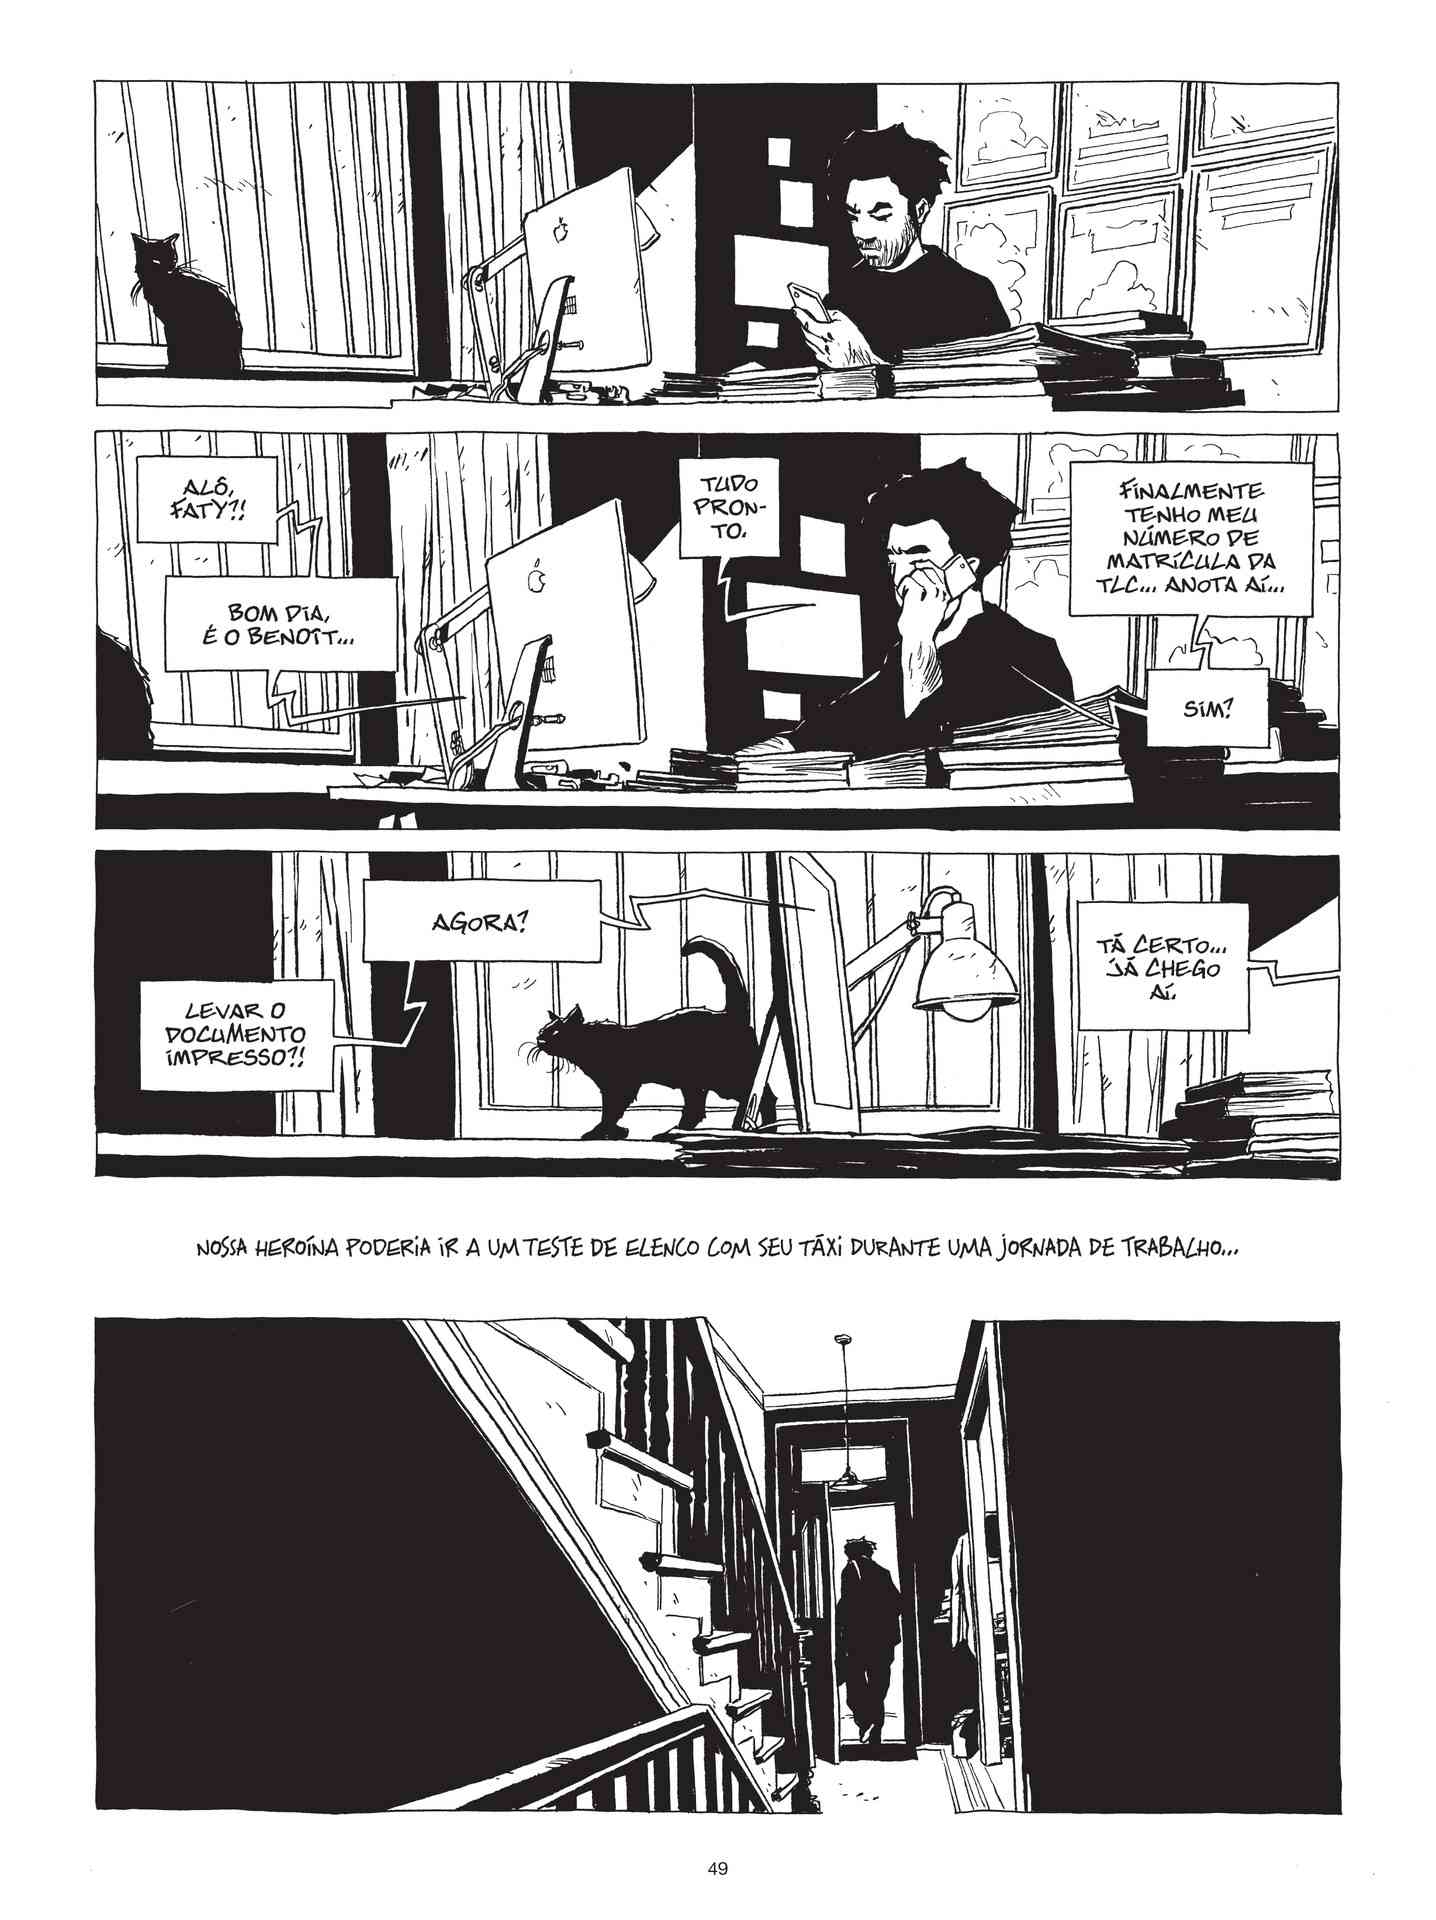 ALÔ,
FATY?!
BOM DIA,
É O BENOÎT...
TUDO
PRON-
TO.
FINALMENTE
TENHO MEU
NÚMERO DE
MATRÍCULA DA
TLC... ANOTA AÍ...
SIM?
AGORA?
LEVAR O
DOCUMENTO
IMPRESSO?!
TÁ CERTO...
JÁ CHEGO
AÍ.
NOSSA HEROÍNA PODERIA IR A UM TESTE DE ELENCO COM SEU TÁXI DURANTE UMA JORNADA DE TRABALHO...
49